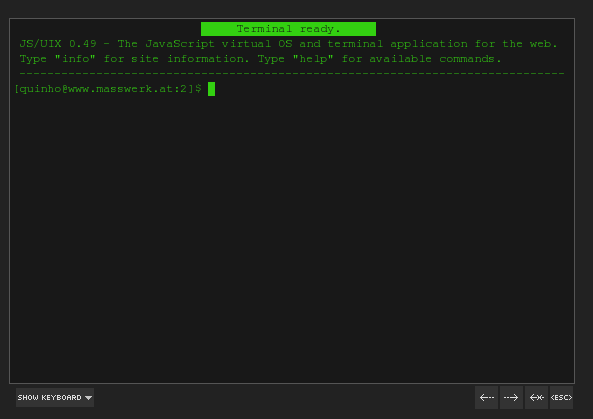 Terminal ready.
JS/UIX 0.49 - The JavaScript virtual OS and terminal application for the web.
Type "info" for site information. Type "help" for available commands.
--------------------------------------------------------------------------------
[quinho@www.masswerk.at:2]$
SHOW KEYBOARD
<ESC>